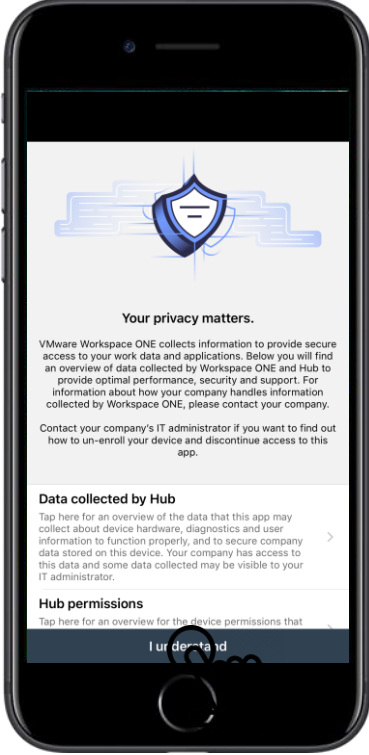 Your privacy matters.
VMware Workspace ONE collects information to provide secure
access to your work data and applications. Below you will find
an overview of data collected by Workspace ONE and Hub to
provide optimal performance, security and support. For
information about how your company handles information
collected by Workspace ONE, please contact your company.
Contact your company's IT administrator if you want to find out
how to un-enroll your device and discontinue access to this
app.
Data collected by Hub
Tap here for an overview of the data that this app may
collect about device hardware, diagnostics and user
information to function properly, and to secure company
data stored on this device. Your company has access to
this data and some data collected may be visible to your
IT administrator.
Hub permissions
Tap here for an overview for the device permissions that
I understand